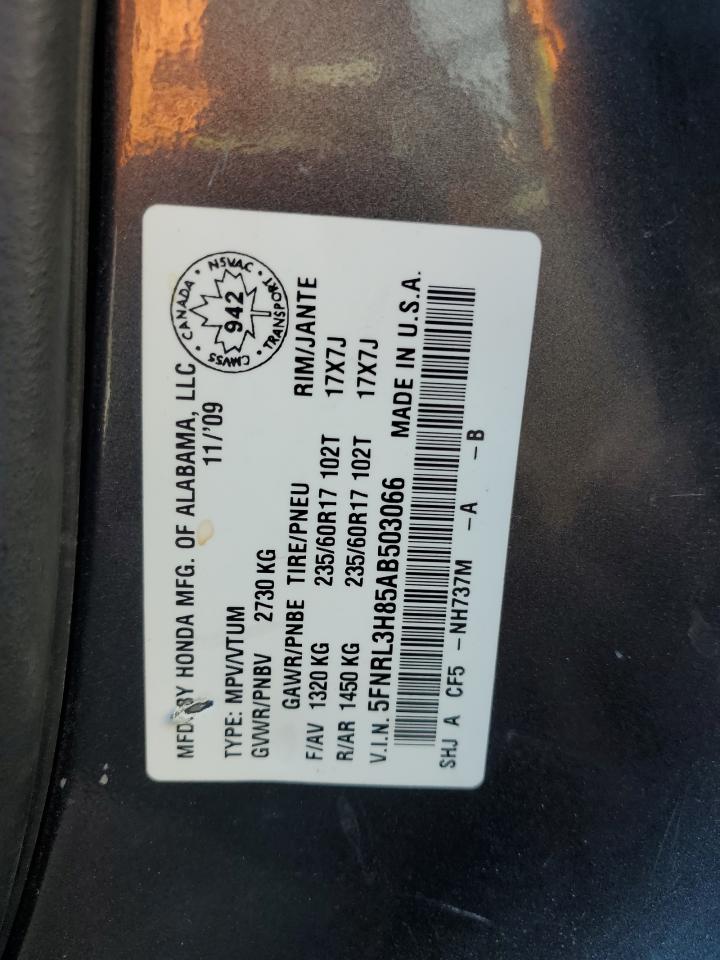 MFD. BY HONDA MFG. OF ALABAMA, LLC
11/'09
CANADA • NSVAC • TRANSPORT • CMVSS •
942
TYPE: MPV/VTUM
GVWR/PNBV 2730 KG
GAWR/PNBE TIRE/PNEU RIM/JANTE
F/AV 1320 KG 235/60R17 102T 17X7J
R/AR 1450 KG 235/60R17 102T 17X7J
V.I.N. 5FNRL3H85AB503066 MADE IN U.S.A.
SHJ A CF5 -NH737M -A -B